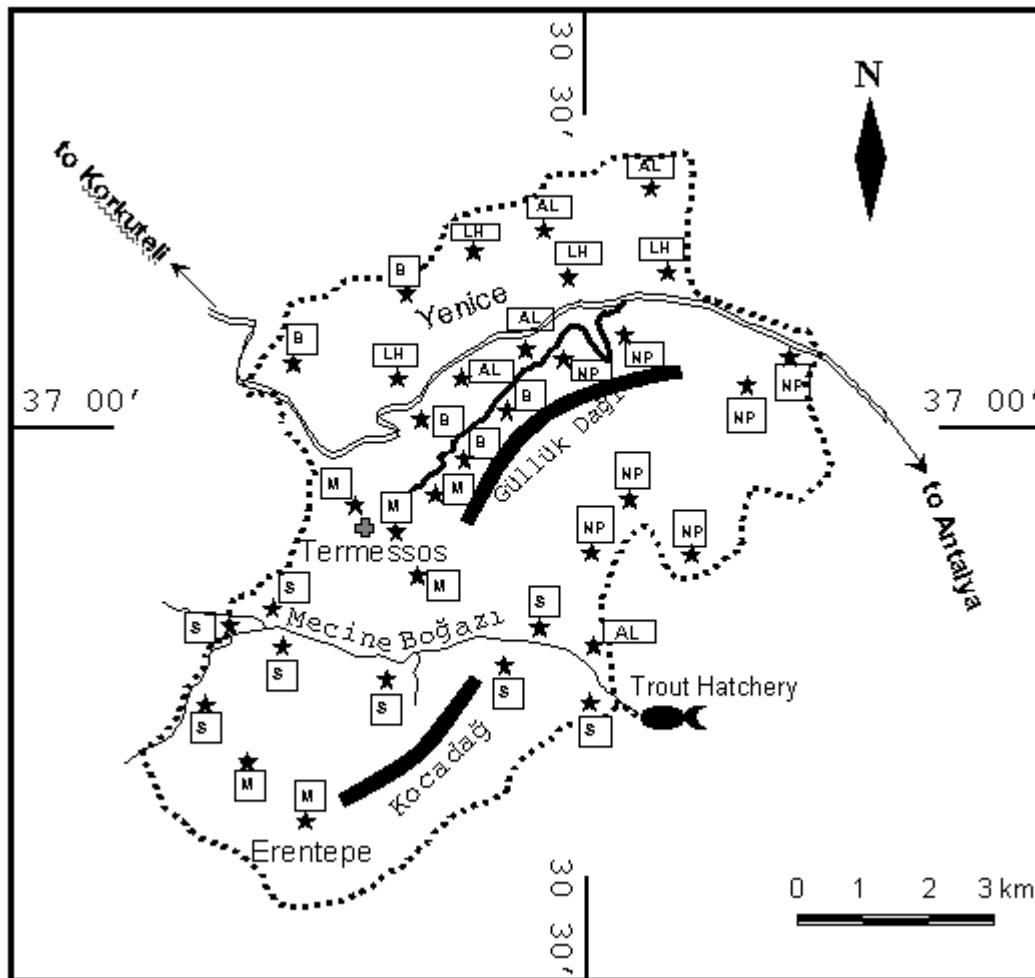 30 30′
N
to Korkuteli
AL
AL
LH
LH
LH
B
Yenice
AL
B
LH
AL
NP
NP
B
NP
NP
37 00′
37 00′
B
B
Güllük Dağı
NP
M
M
M
NP
NP
to Antalya
Termessos
S
M
S
S
Mecine Boğazı
AL
S
S
S
Trout Hatchery
S
S
Kocadağ
M
M
Erentepe
30 30′
0 1 2 3 km